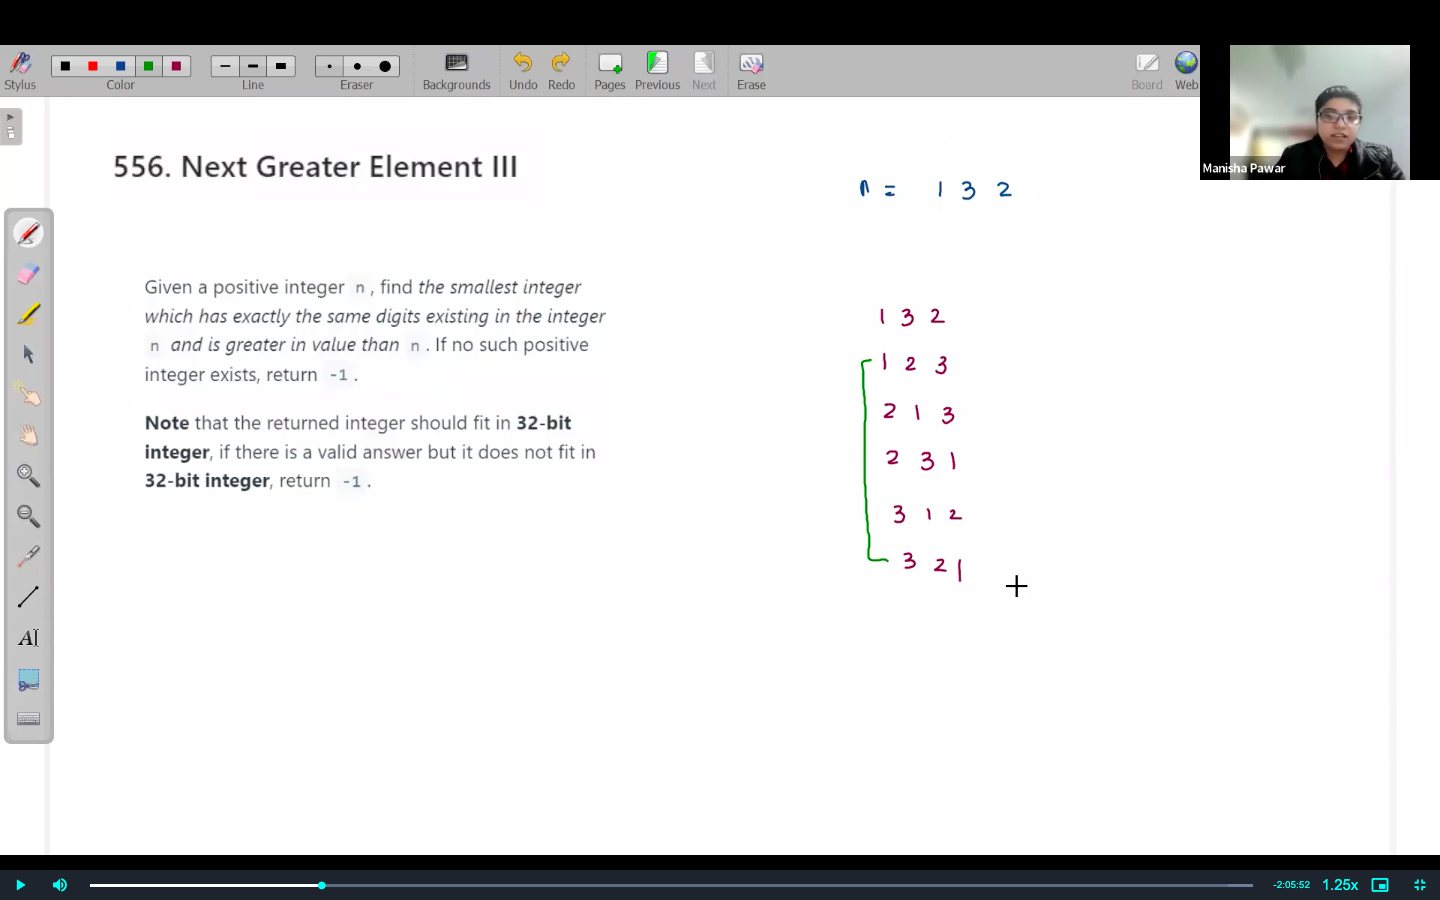 Stylus
Color
Line
Eraser
Backgrounds
Undo
Redo
Pages
Previous
Next
Erase
Board
Web
Manisha Pawar
556. Next Greater Element III
n = 1 3 2
Given a positive integer n, find the smallest integer
which has exactly the same digits existing in the integer
n and is greater in value than n. If no such positive
integer exists, return -1.
Note that the returned integer should fit in 32-bit
integer, if there is a valid answer but it does not fit in
32-bit integer, return -1.
1 3 2
1 2 3
2 1 3
2 3 1
3 1 2
3 2 1
AI
-2:05:52
1.25x